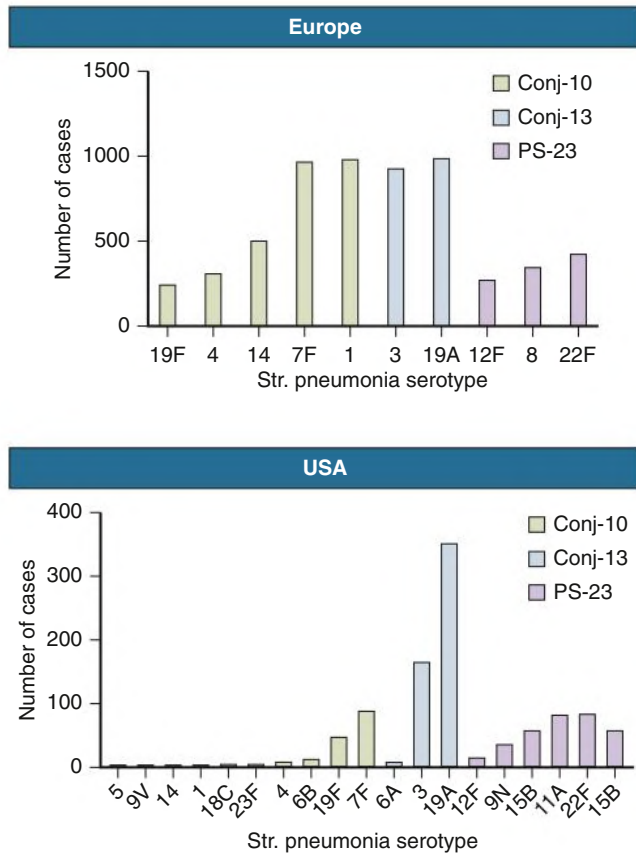 Europe
1500
1000
500
0
Number of cases
Conj-10
Conj-13
PS-23
19F 4 14 7F 1 3 19A 12F 8 22F
Str. pneumonia serotype
USA
400
300
200
100
0
Number of cases
Conj-10
Conj-13
PS-23
5 9V 14 1 18C 23F 4 6B 19F 7F 6A 3 19A 12F 9N 15B 11A 22F 15B
Str. pneumonia serotype